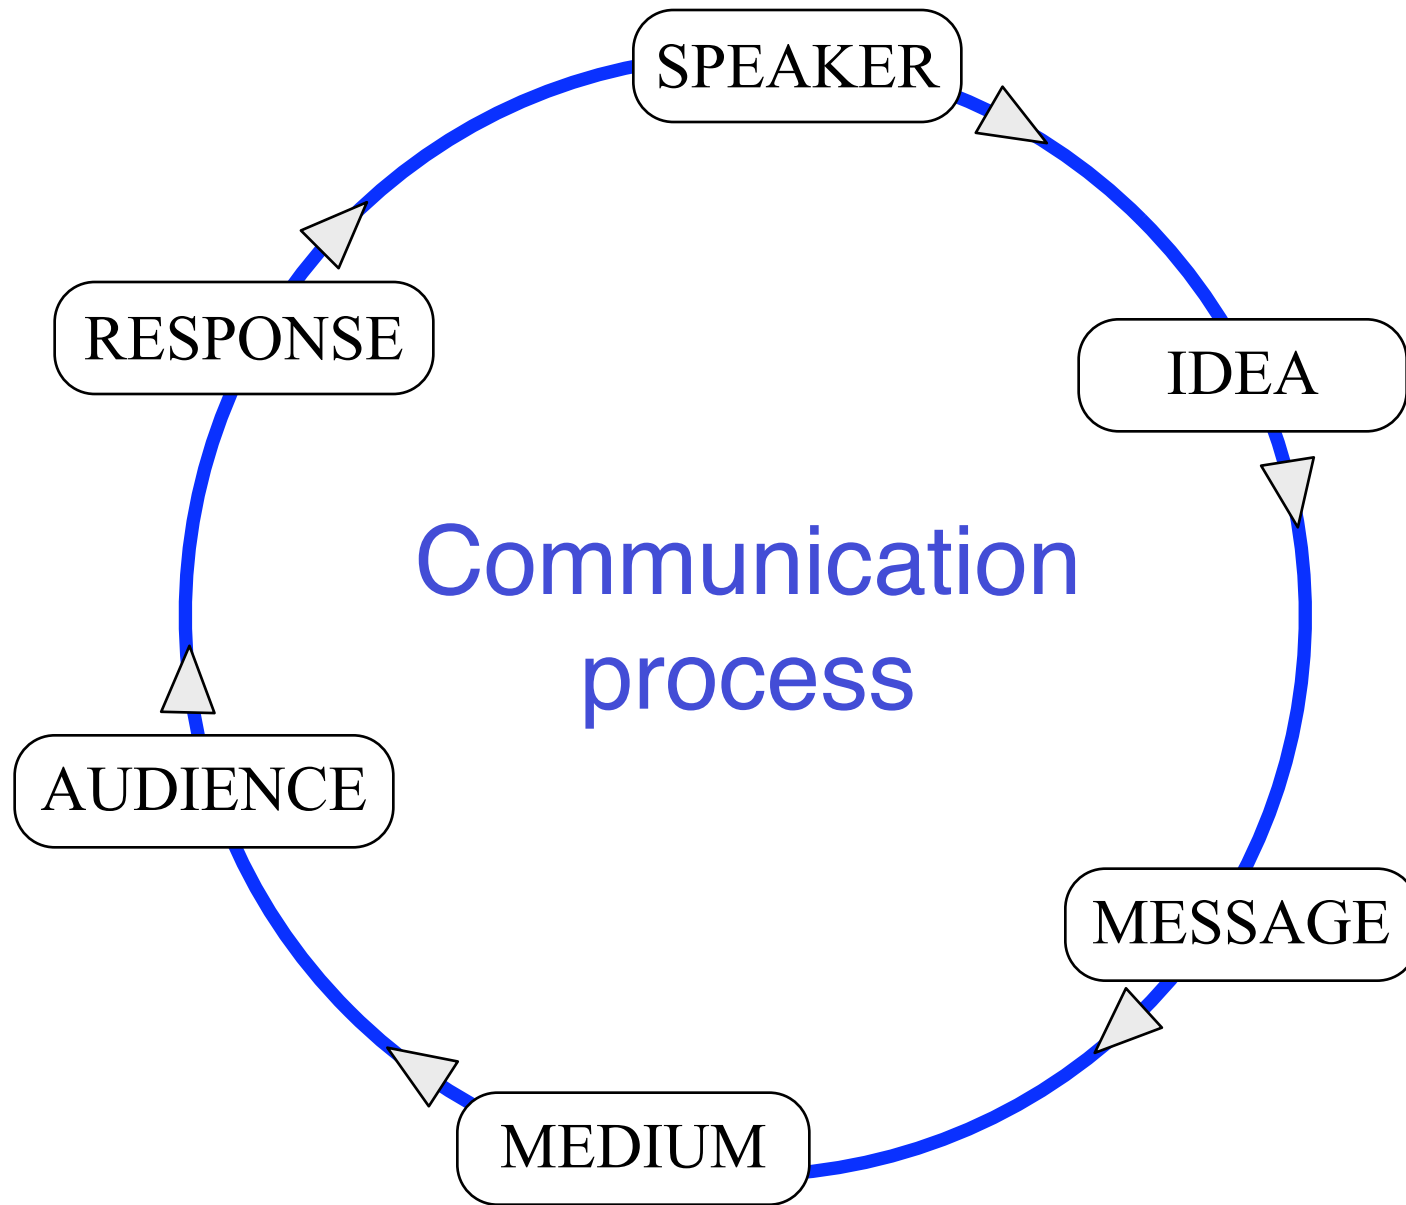 SPEAKER
IDEA
MESSAGE
MEDIUM
AUDIENCE
RESPONSE
Communication
process